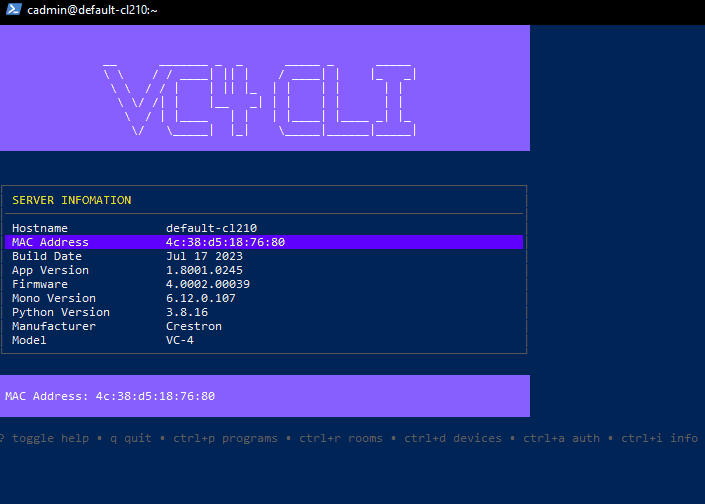 cadmin@default-cl210:~
VC4 CLI
SERVER INFOMATION
Hostname default-cl210
MAC Address 4c:38:d5:18:76:80
Build Date Jul 17 2023
App Version 1.8001.0245
Firmware 4.0002.00039
Mono Version 6.12.0.107
Python Version 3.8.16
Manufacturer Crestron
Model VC-4
MAC Address: 4c:38:d5:18:76:80
? toggle help • q quit • ctrl+p programs • ctrl+r rooms • ctrl+d devices • ctrl+a auth • ctrl+i info